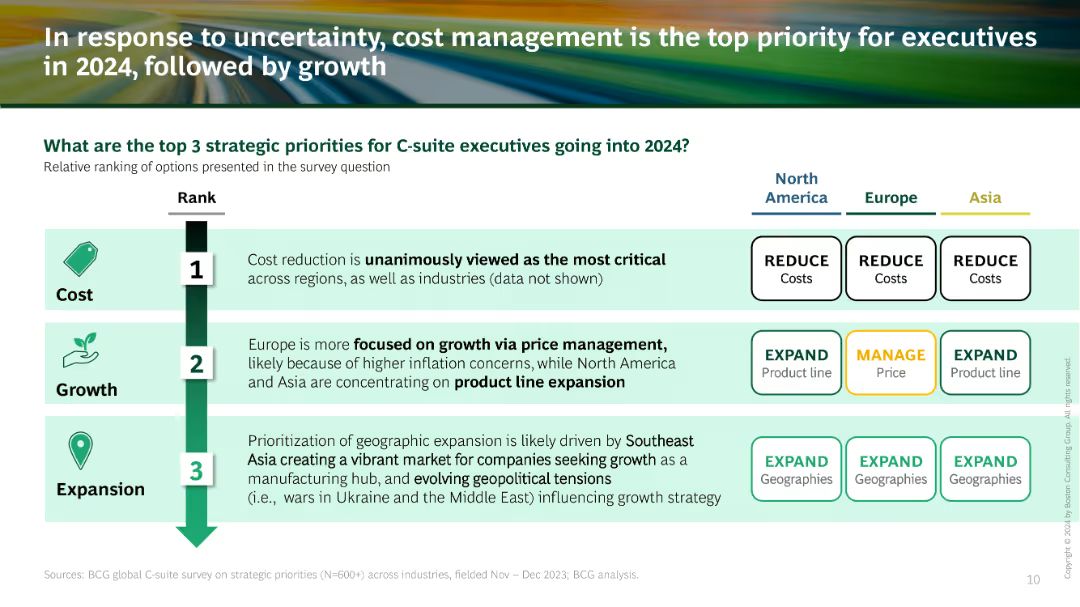 In response to uncertainty, cost management is the top priority for executives
in 2024, followed by growth
What are the top 3 strategic priorities for C-suite executives going into 2024?
Relative ranking of options presented in the survey question
Rank
North
America
Europe
Asia
Cost
1
Cost reduction is unanimously viewed as the most critical
across regions, as well as industries (data not shown)
REDUCE
Costs
REDUCE
Costs
REDUCE
Costs
Growth
2
Europe is more focused on growth via price management,
likely because of higher inflation concerns, while North America
and Asia are concentrating on product line expansion
EXPAND
Product line
MANAGE
Price
EXPAND
Product line
Expansion
3
Prioritization of geographic expansion is likely driven by Southeast
Asia creating a vibrant market for companies seeking growth as a
manufacturing hub, and evolving geopolitical tensions
(i.e., wars in Ukraine and the Middle East) influencing growth strategy
EXPAND
Geographies
EXPAND
Geographies
EXPAND
Geographies
Sources: BCG global C-suite survey on strategic priorities (N=600+) across industries, fielded Nov – Dec 2023; BCG analysis.
10
Copyright © 2024 by Boston Consulting Group. All rights reserved.